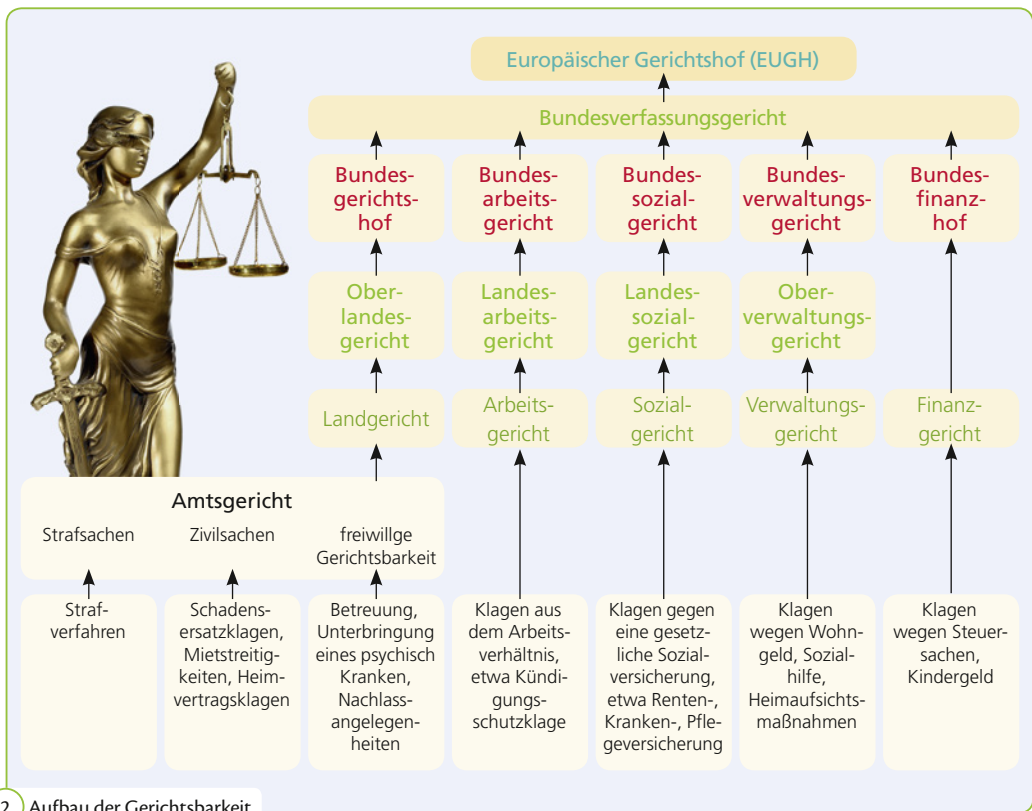 Europäischer Gerichtshof (EUGH)
Bundesverfassungsgericht
Bundes-
gerichts-
hof
Bundes-
arbeits-
gericht
Bundes-
sozial-
gericht
Bundes-
verwaltungs-
gericht
Bundes-
finanz-
hof
Ober-
landes-
gericht
Landes-
arbeits-
gericht
Landes-
sozial-
gericht
Ober-
verwaltungs-
gericht
Landgericht
Arbeits-
gericht
Sozial-
gericht
Verwaltungs-
gericht
Finanz-
gericht
Amtsgericht
Strafsachen
Zivilsachen
freiwillge
Gerichtsbarkeit
Straf-
verfahren
Schadens-
ersatzklagen,
Mietstreitig-
keiten, Heim-
vertragsklagen
Betreuung,
Unterbringung
eines psychisch
Kranken,
Nachlass-
angelegen-
heiten
Klagen aus
dem Arbeits-
verhältnis,
etwa Kündi-
gungs-
schutzklage
Klagen gegen
eine gesetz-
liche Sozial-
versicherung,
etwa Renten-,
Kranken-, Pfle-
geversicherung
Klagen
wegen Wohn-
geld, Sozial-
hilfe,
Heimaufsichts-
maßnahmen
Klagen
wegen Steuer-
sachen,
Kindergeld
2 Aufbau der Gerichtsbarkeit